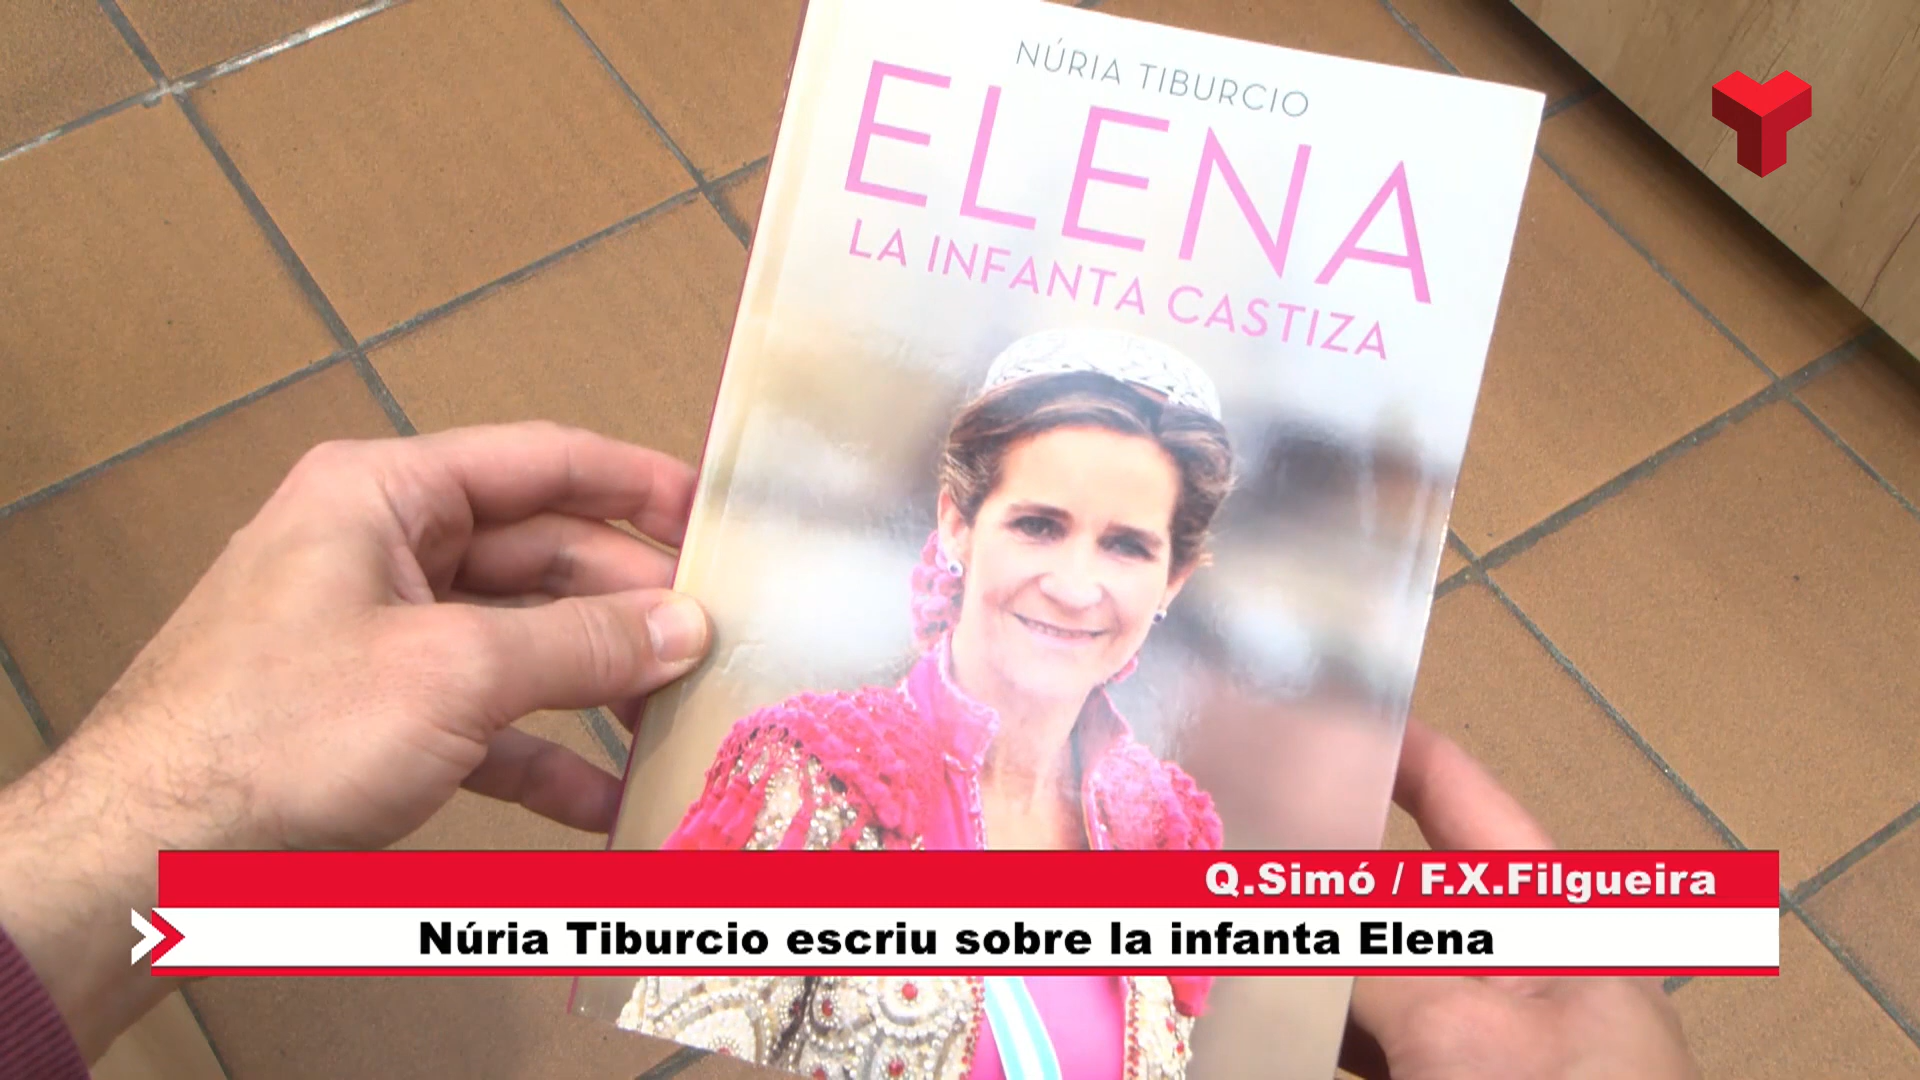 NÚRIA TIBURCIO
ELENA
LA INFANTA CASTIZA
Q.Simó / F.X.Filgueira
Núria Tiburcio escriu sobre la infanta Elena